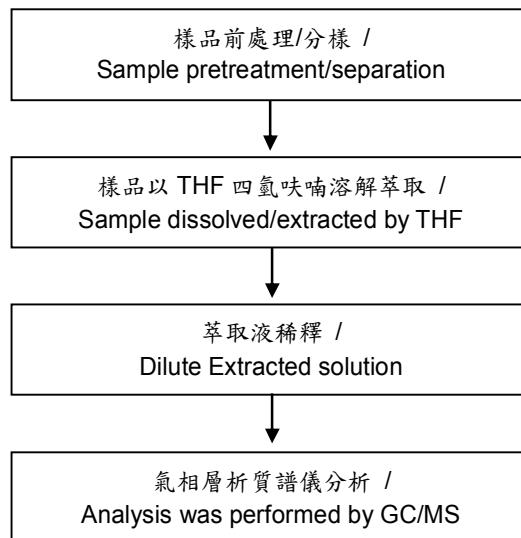 樣品前處理/分樣 /
Sample pretreatment/separation
樣品以 THF 四氫呋喃溶解萃取 /
Sample dissolved/extracted by THF
萃取液稀釋 /
Dilute Extracted solution
氣相層析質譜儀分析 /
Analysis was performed by GC/MS